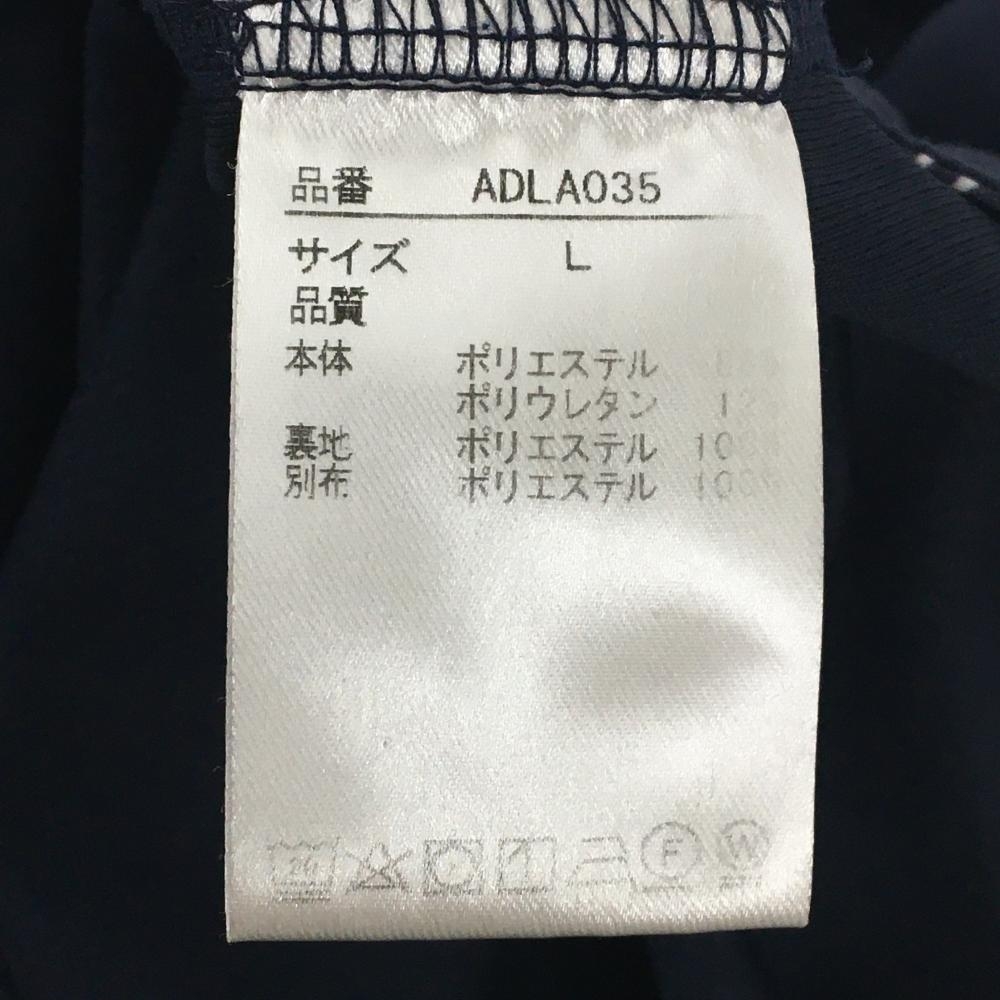 品番 ADLA035
サイズ L
品質
本体 ポリエステル
ポリウレタン
裏地 ポリエステル
別布 ポリエステル
F
W